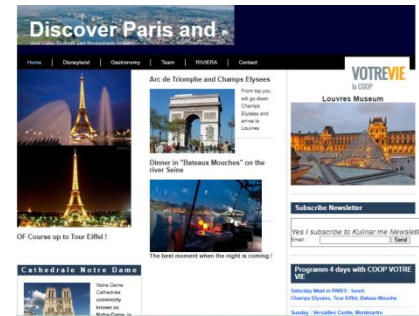 Discover Paris and
Home
Disneyland
Gastronomy
Team
RIVIERA
Contact
VOTREVIE
la COOP
Arc de Triomphe and Champs Elysees
From top you
will go down
Champs
Elysees and
arrive to
Louvres
Louvres Museum
Dinner in "Bateaux Mouches" on the
river Seine
The best moment when the night is coming !
OF Course up to Tour Eiffel !
Cathedrale Notre Dame
Notre Dame
Cathedrale
commonly
known as
Notre-Dame, is
Subscribe Newsletter
Yes I subscribe to Kulinar me Newslett
Email :
Send
Programm 4 days with COOP VOTRE
VIE
Saturday Meet in PARIS : lunch
Champs Elysées, Tour Eiffel, Bateau Mouche
Sunday : Versailles Castle, Montmartre